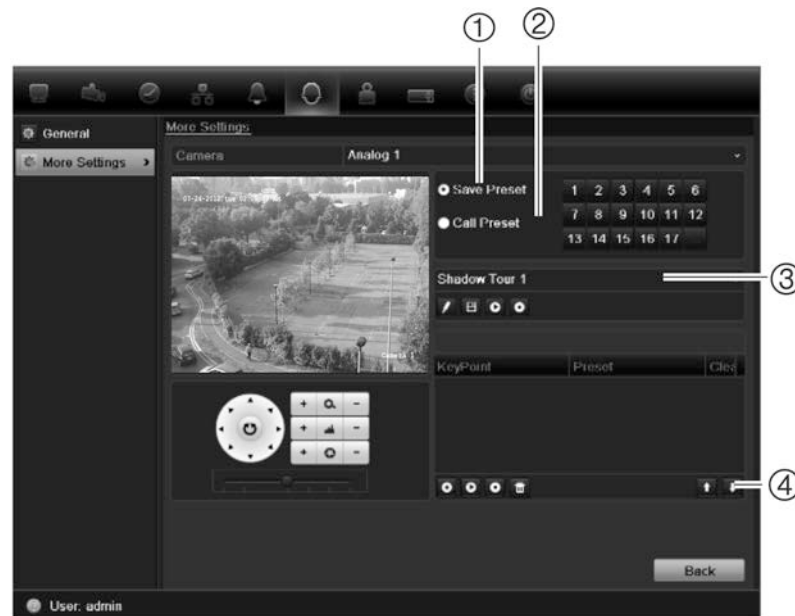 ① ②
General
More Settings
More Settings
Camera Analog 1
Save Preset
Call Preset
1 2 3 4 5 6
7 8 9 10 11 12
13 14 15 16 17
Shadow Tour 1
③
KeyPoint Preset Clea
④
Back
User: admin